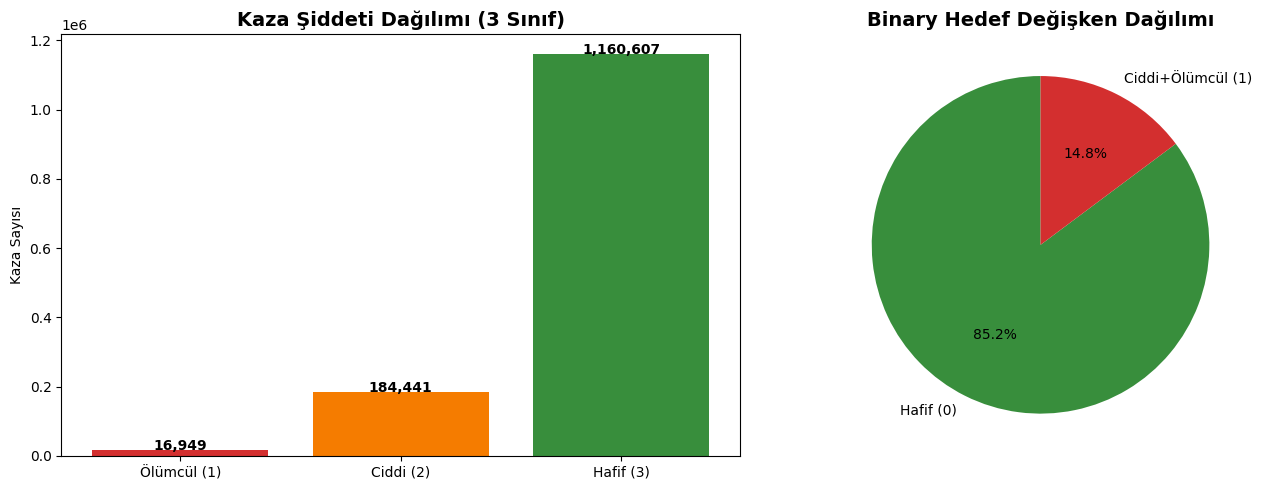 Kaza Şiddeti Dağılımı (3 Sınıf)
1e6
1.2
1.0
0.8
0.6
0.4
0.2
0.0
Kaza Sayısı
16,949
184,441
1,160,607
Ölümcül (1)
Ciddi (2)
Hafif (3)
Binary Hedef Değişken Dağılımı
Ciddi+Ölümcül (1)
14.8%
85.2%
Hafif (0)